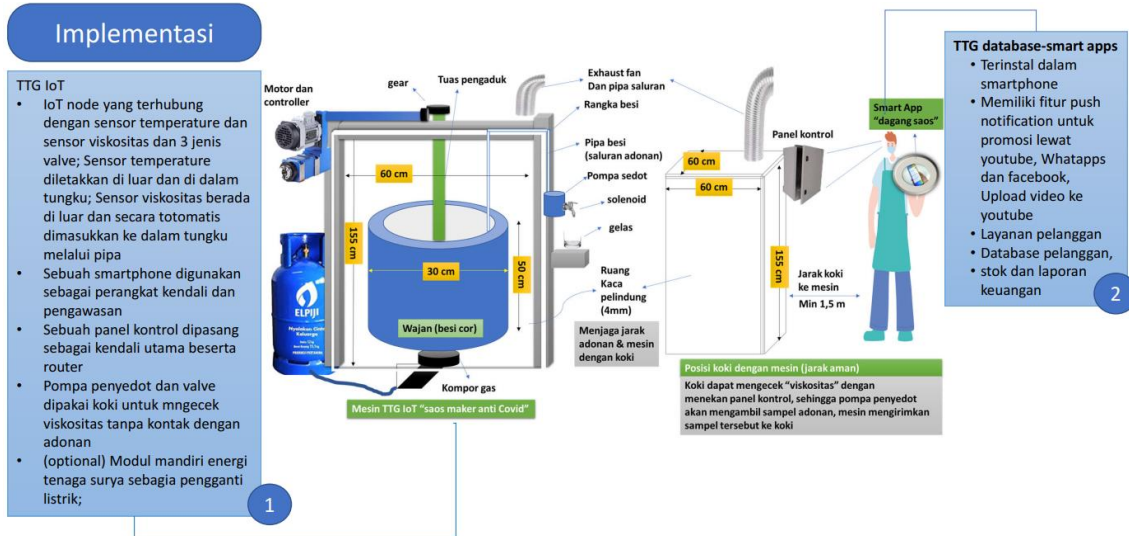 Implementasi
TTG IoT
• IoT node yang terhubung
dengan sensor temperature dan
sensor viskositas dan 3 jenis
valve; Sensor temperature
diletakkan di luar dan di dalam
tungku; Sensor viskositas berada
di luar dan secara totomatis
dimasukkan ke dalam tungku
melalui pipa
• Sebuah smartphone digunakan
sebagai perangkat kendali dan
pengawasan
• Sebuah panel kontrol dipasang
sebagai kendali utama beserta
router
• Pompa penyedot dan valve
dipakai koki untuk mngecek
viskositas tanpa kontak dengan
adonan
• (optional) Modul mandiri energi
tenaga surya sebagia pengganti
listrik;
1
Motor dan
controller
gear
Tuas pengaduk
Exhaust fan
Dan pipa saluran
Rangka besi
Pipa besi
(saluran adonan)
Pompa sedot
solenoid
gelas
Ruang
Kaca
pelindung
(4mm)
Menjaga jarak
adonan & mesin
dengan koki
60 cm
155 cm
30 cm
50 cm
Wajan (besi cor)
ELPIJI
Kompor gas
Mesin TTG IoT "saos maker anti Covid"
60 cm
60 cm
155 cm
Panel kontrol
Smart App
"dagang saos"
Jarak koki
ke mesin
Min 1,5 m
Posisi koki dengan mesin (jarak aman)
Koki dapat mengecek "viskositas" dengan
menekan panel kontrol, sehingga pompa penyedot
akan mengambil sampel adonan, mesin mengirimkan
sampel tersebut ke koki
TTG database-smart apps
• Terinstal dalam
smartphone
• Memiliki fitur push
notification untuk
promosi lewat
youtube, Whatapps
dan facebook,
Upload video ke
youtube
• Layanan pelanggan
• Database pelanggan,
• stok dan laporan
keuangan
2